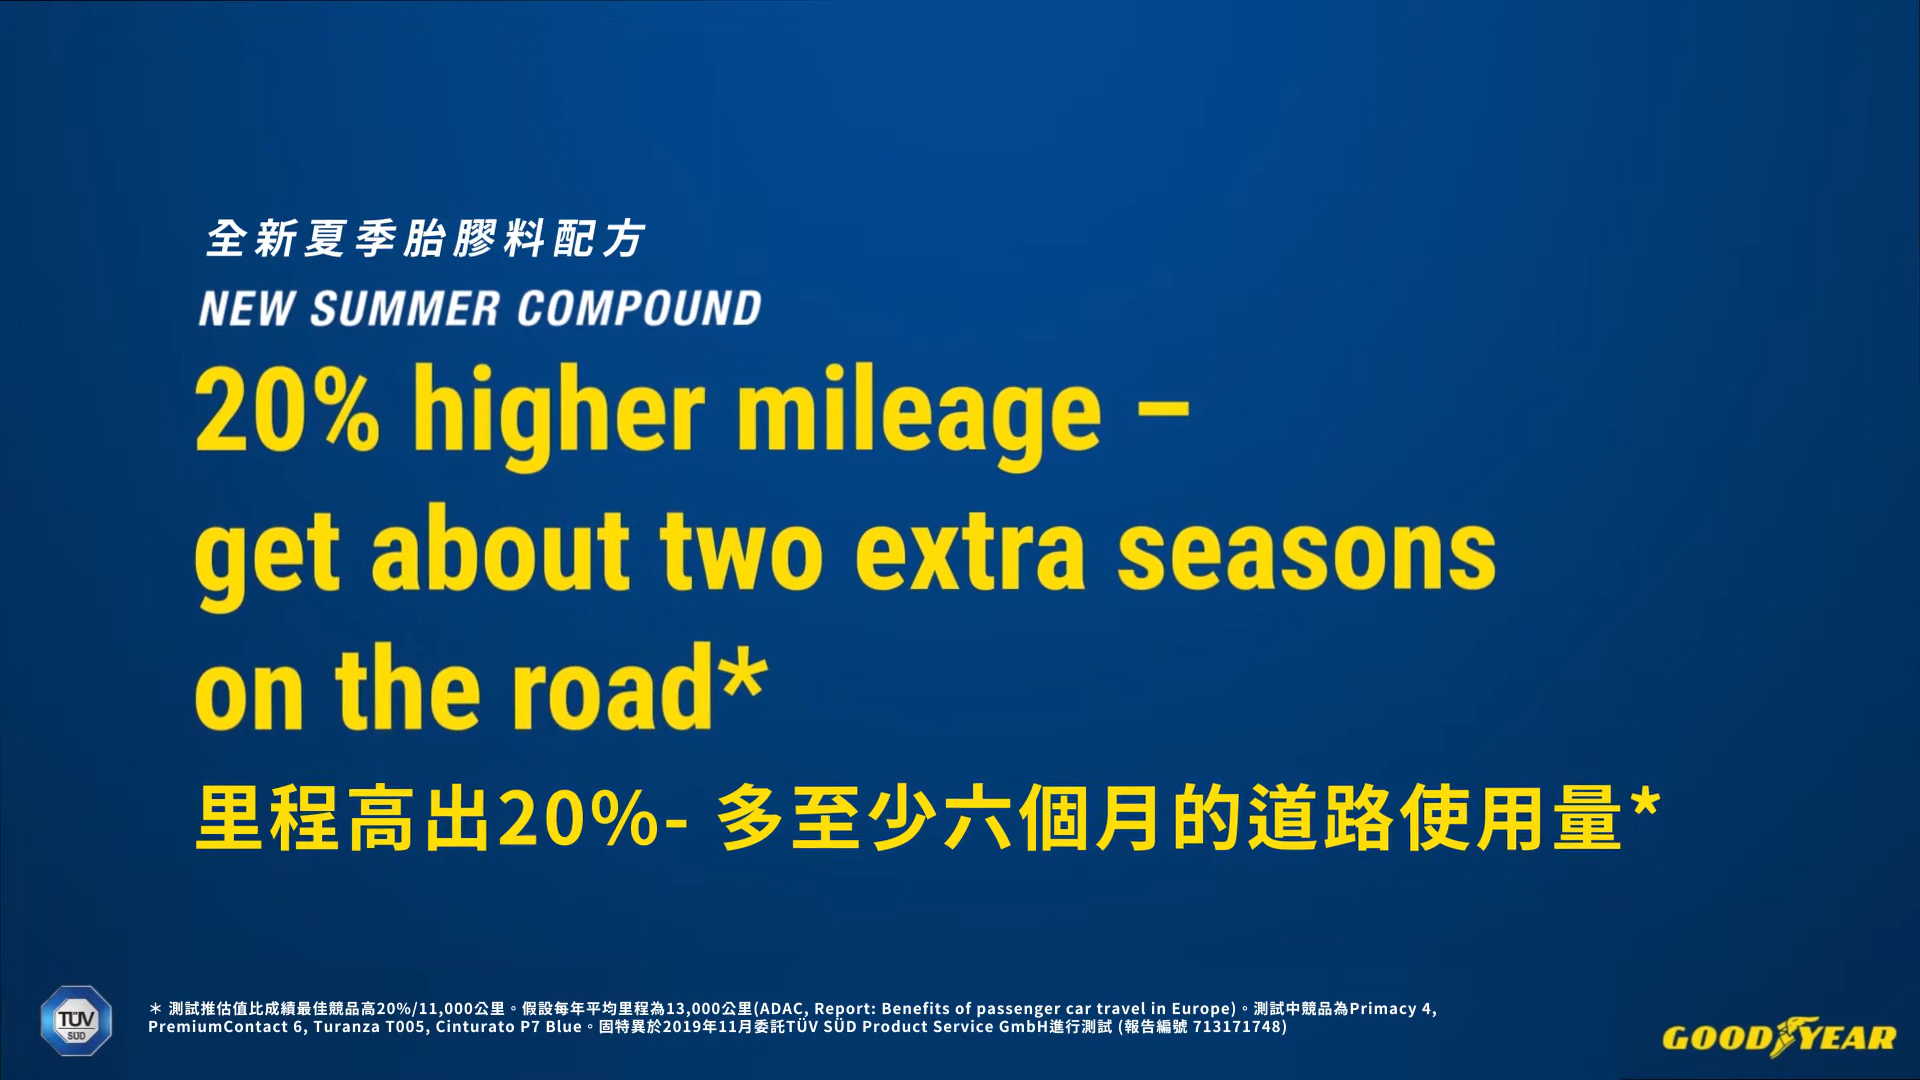 全新夏季胎膠料配方
NEW SUMMER COMPOUND
20% higher mileage –
get about two extra seasons
on the road*
里程高出20%- 多至少六個月的道路使用量*
＊ 測試推估值比成績最佳競品高20%/11,000公里。假設每年平均里程為13,000公里(ADAC, Report: Benefits of passenger car travel in Europe)。測試中競品為Primacy 4,
PremiumContact 6, Turanza T005, Cinturato P7 Blue。固特異於2019年11月委託TÜV SÜD Product Service GmbH進行測試 (報告編號 713171748)
TÜV
SÜD
GOODYEAR